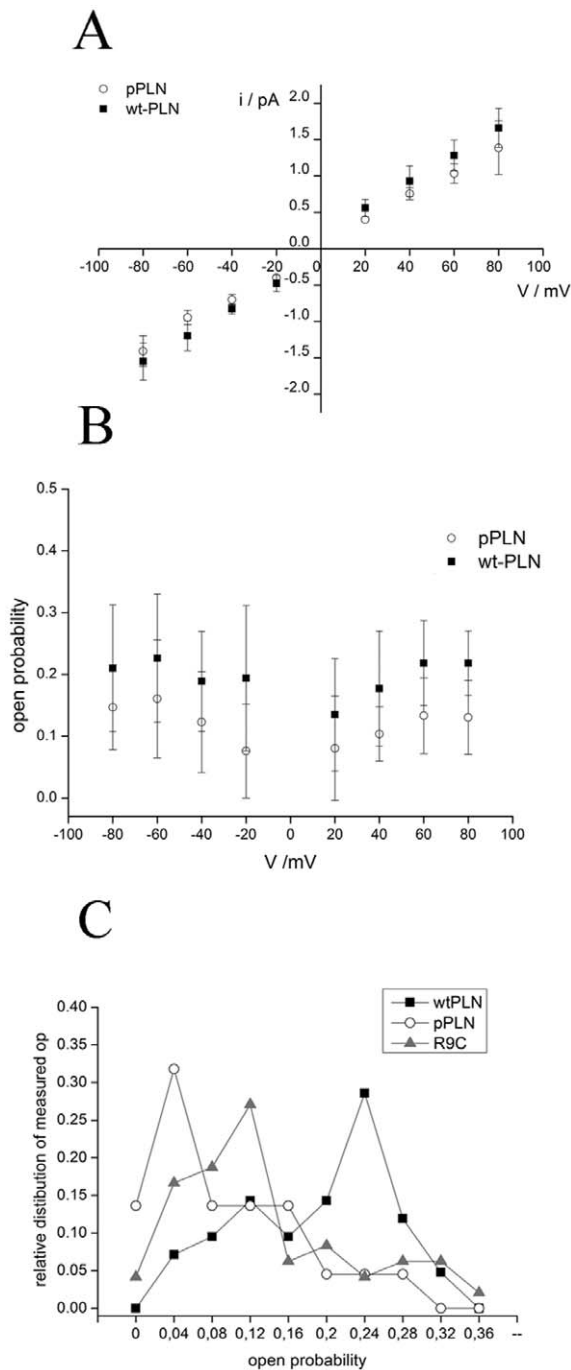 A
pPLN
wt-PLN
i / pA
2.0
1.5
1.0
0.5
0.0
-100 -80 -60 -40 -20 0 20 40 60 80 100
V / mV
-0.5
-1.0
-1.5
-2.0
B
0.5
0.4
0.3
0.2
0.1
0.0
open probability
pPLN
wt-PLN
-100 -80 -60 -40 -20 0 20 40 60 80 100
V /mV
C
0.40
0.35
0.30
0.25
0.20
0.15
0.10
0.05
0.00
relative distibution of measured op
wtPLN
pPLN
R9C
0 0,04 0,08 0,12 0,16 0,2 0,24 0,28 0,32 0,36 --
open probability